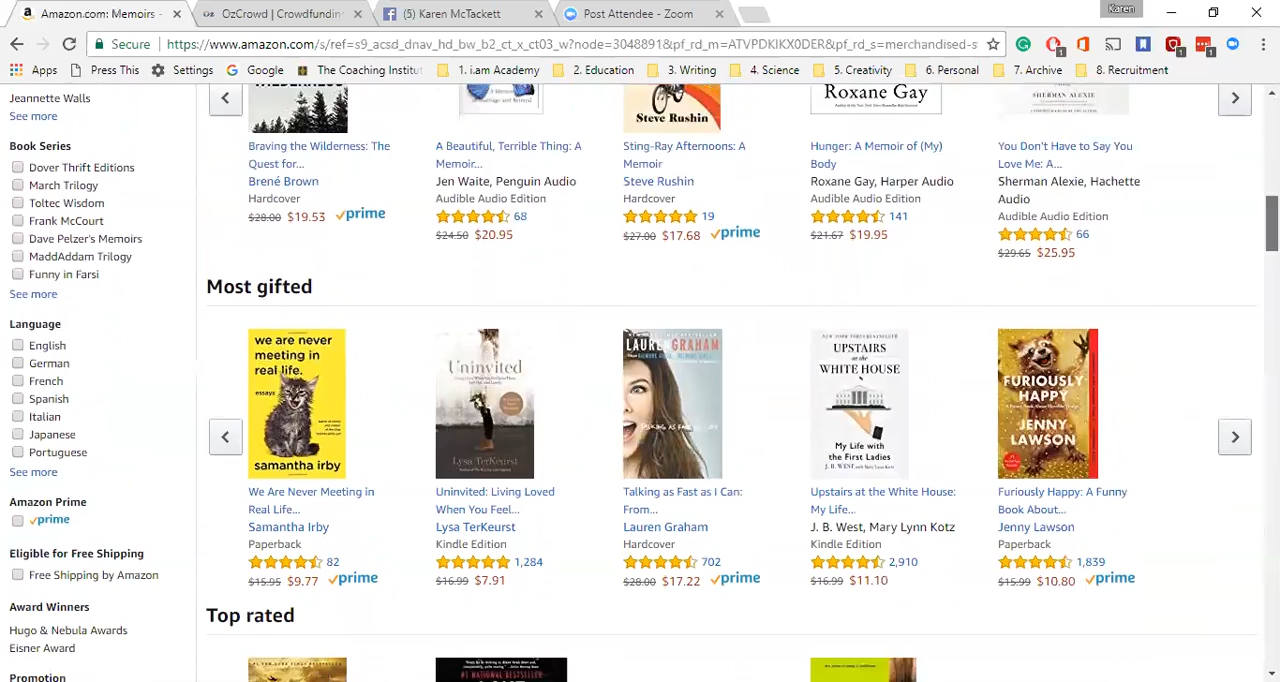 Amazon.com: Memoirs -
OzCrowd | Crowdfundin
(5) Karen McTackett
Post Attendee - Zoom
Karen
Secure
https://www.amazon.com/s/ref=s9_acsd_dnav_hd_bw_b2_ct_x_ct03_w?node=3048891&pf_rd_m=ATVPDKIKX0DER&pf_rd_s=merchandised-s
Apps
Press This
Settings
Google
The Coaching Institu
1. i.am Academy
2. Education
3. Writing
4. Science
5. Creativity
6. Personal
7. Archive
8. Recruitment
Jeannette Walls
See more
Book Series
Dover Thrift Editions
March Trilogy
Toltec Wisdom
Frank McCourt
Dave Pelzer's Memoirs
MaddAddam Trilogy
Funny in Farsi
See more
Language
English
German
French
Spanish
Italian
Japanese
Portuguese
See more
Amazon Prime
prime
Eligible for Free Shipping
Free Shipping by Amazon
Award Winners
Hugo & Nebula Awards
Eisner Award
Promotion
Steve Rushin
Roxane Gay
SHERMAN ALEXIE
Braving the Wilderness: The
Quest for...
Brené Brown
Hardcover
$28.00 $19.53 prime
A Beautiful, Terrible Thing: A
Memoir...
Jen Waite, Penguin Audio
Audible Audio Edition
68
$24.50 $20.95
Sting-Ray Afternoons: A
Memoir
Steve Rushin
Hardcover
19
$27.00 $17.68 prime
Hunger: A Memoir of (My)
Body
Roxane Gay, Harper Audio
Audible Audio Edition
141
$21.67 $19.95
You Don't Have to Say You
Love Me: A...
Sherman Alexie, Hachette
Audio
Audible Audio Edition
66
$29.65 $25.95
Most gifted
we are never
meeting in
real life.
essays
samantha irby
Uninvited
Lysa TerKeurst
LAUREN GRAHAM
TALKING AS FAST AS I CAN
UPSTAIRS
at the
WHITE HOUSE
My Life with
the First Ladies
J. B. WEST
FURIOUSLY
HAPPY
JENNY
LAWSON
We Are Never Meeting in
Real Life...
Samantha Irby
Paperback
82
$15.95 $9.77 prime
Uninvited: Living Loved
When You Feel...
Lysa TerKeurst
Kindle Edition
1,284
$16.99 $7.91
Talking as Fast as I Can:
From...
Lauren Graham
Hardcover
702
$28.00 $17.22 prime
Upstairs at the White House:
My Life...
J. B. West, Mary Lynn Kotz
Kindle Edition
2,910
$16.99 $11.10
Furiously Happy: A Funny
Book About...
Jenny Lawson
Paperback
1,839
$15.99 $10.80 prime
Top rated
#1 NATIONAL BESTSELLER